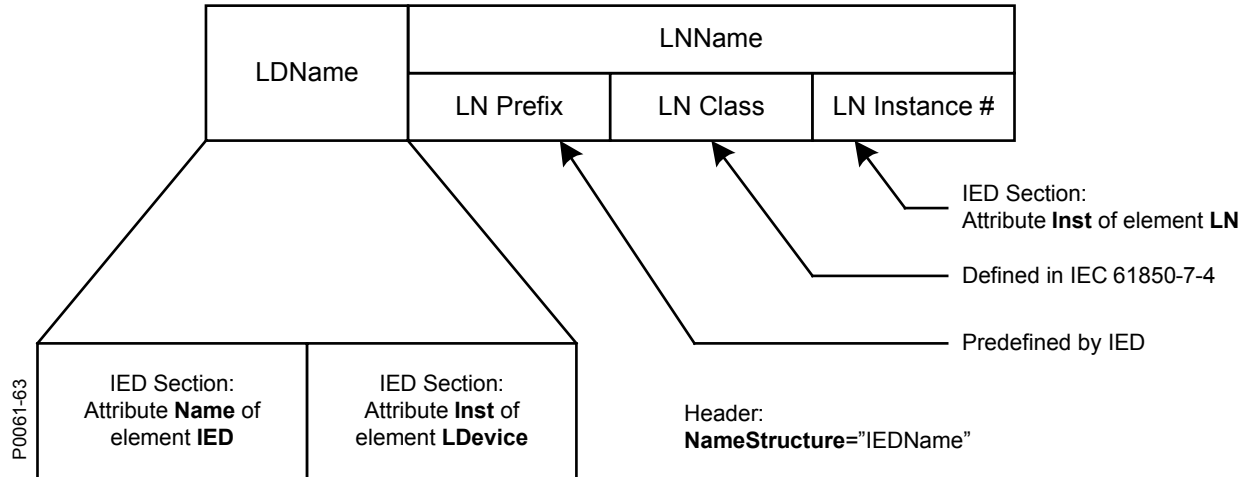 LDName
LNName
LN Prefix
LN Class
LN Instance #
IED Section:
Attribute Inst of element LN
Defined in IEC 61850-7-4
Predefined by IED
IED Section:
Attribute Name of
element IED
IED Section:
Attribute Inst of
element LDevice
Header:
NameStructure=”IEDName”
P0061-63